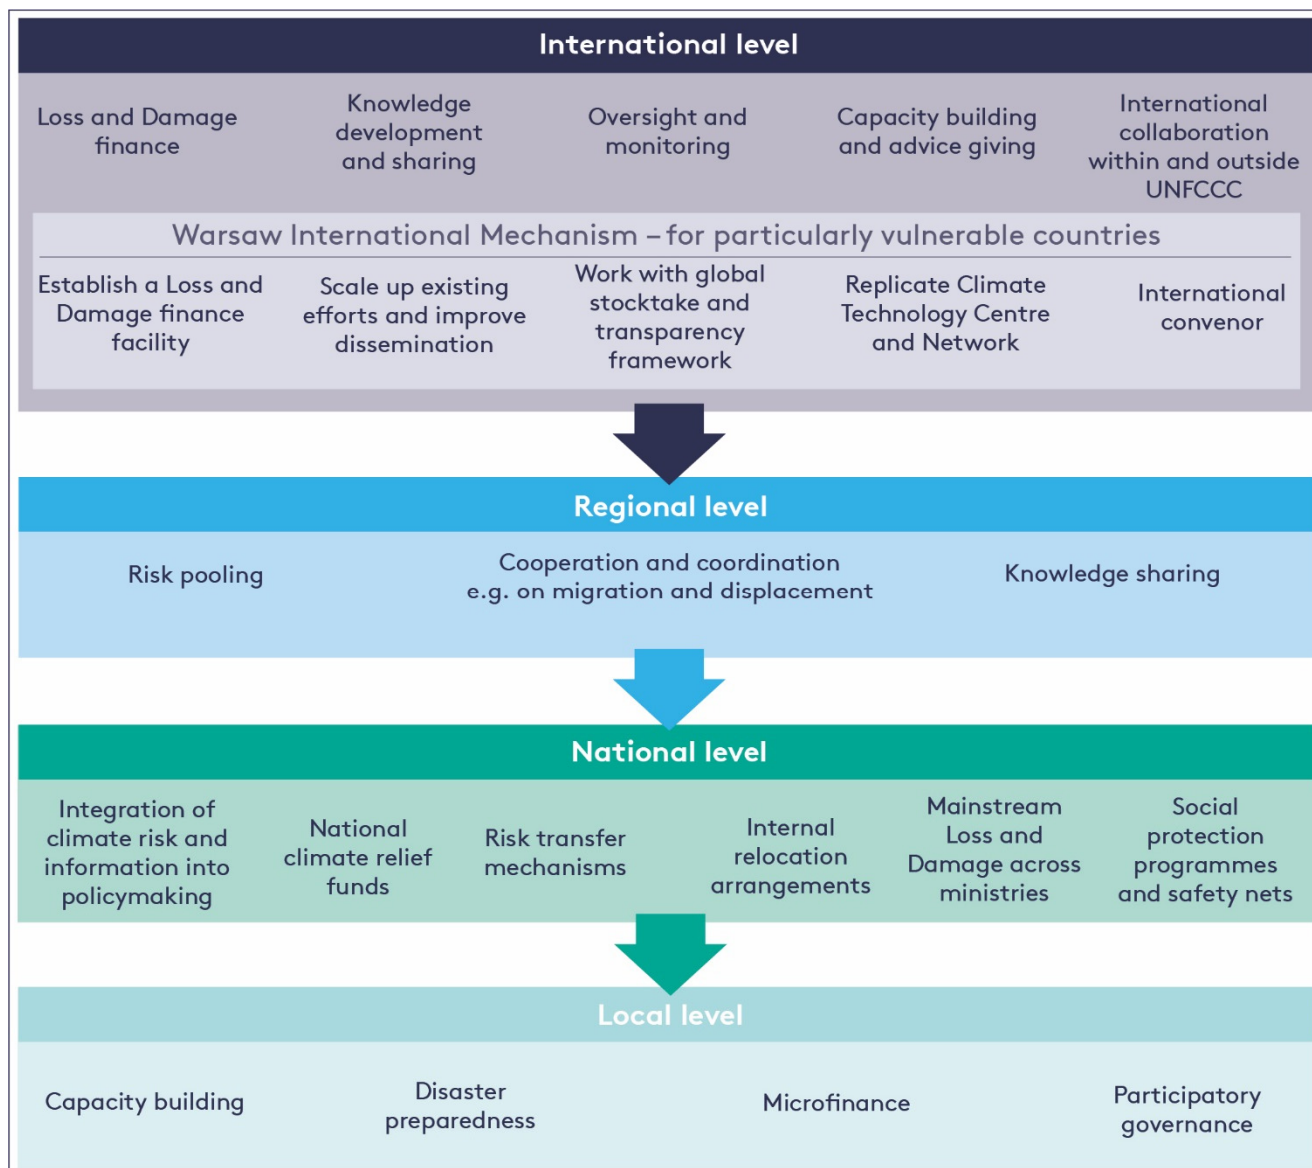 International level
Loss and Damage
finance
Knowledge
development
and sharing
Oversight and
monitoring
Capacity building
and advice giving
International
collaboration
within and outside
UNFCCC
Warsaw International Mechanism – for particularly vulnerable countries
Establish a Loss and
Damage finance
facility
Scale up existing
efforts and improve
dissemination
Work with global
stocktake and
transparency
framework
Replicate Climate
Technology Centre
and Network
International
convenor
Regional level
Risk pooling
Cooperation and coordination
e.g. on migration and displacement
Knowledge sharing
National level
Integration of
climate risk and
information into
policymaking
National
climate relief
funds
Risk transfer
mechanisms
Internal
relocation
arrangements
Mainstream
Loss and
Damage across
ministries
Social
protection
programmes
and safety nets
Local level
Capacity building
Disaster
preparedness
Microfinance
Participatory
governance